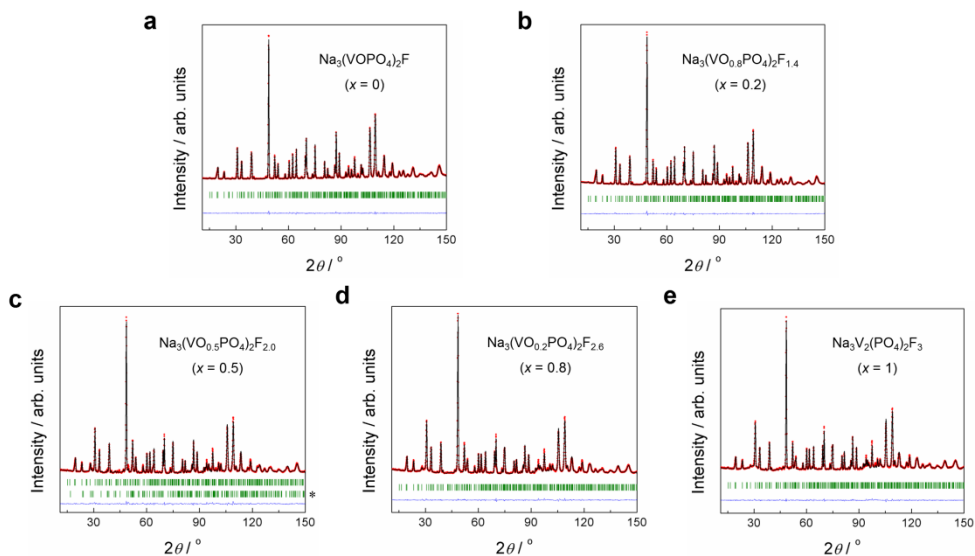 a
Na₃(VOPO₄)₂F
(x = 0)
Intensity / arb. units
30 60 90 120 150
2θ / °
b
Na₃(VO₀.₈PO₄)₂F₁.₄
(x = 0.2)
Intensity / arb. units
30 60 90 120 150
2θ / °
c
Na₃(VO₀.₅PO₄)₂F₂.₀
(x = 0.5)
Intensity / arb. units
*
30 60 90 120 150
2θ / °
d
Na₃(VO₀.₂PO₄)₂F₂.₆
(x = 0.8)
Intensity / arb. units
30 60 90 120 150
2θ / °
e
Na₃V₂(PO₄)₂F₃
(x = 1)
Intensity / arb. units
30 60 90 120 150
2θ / °